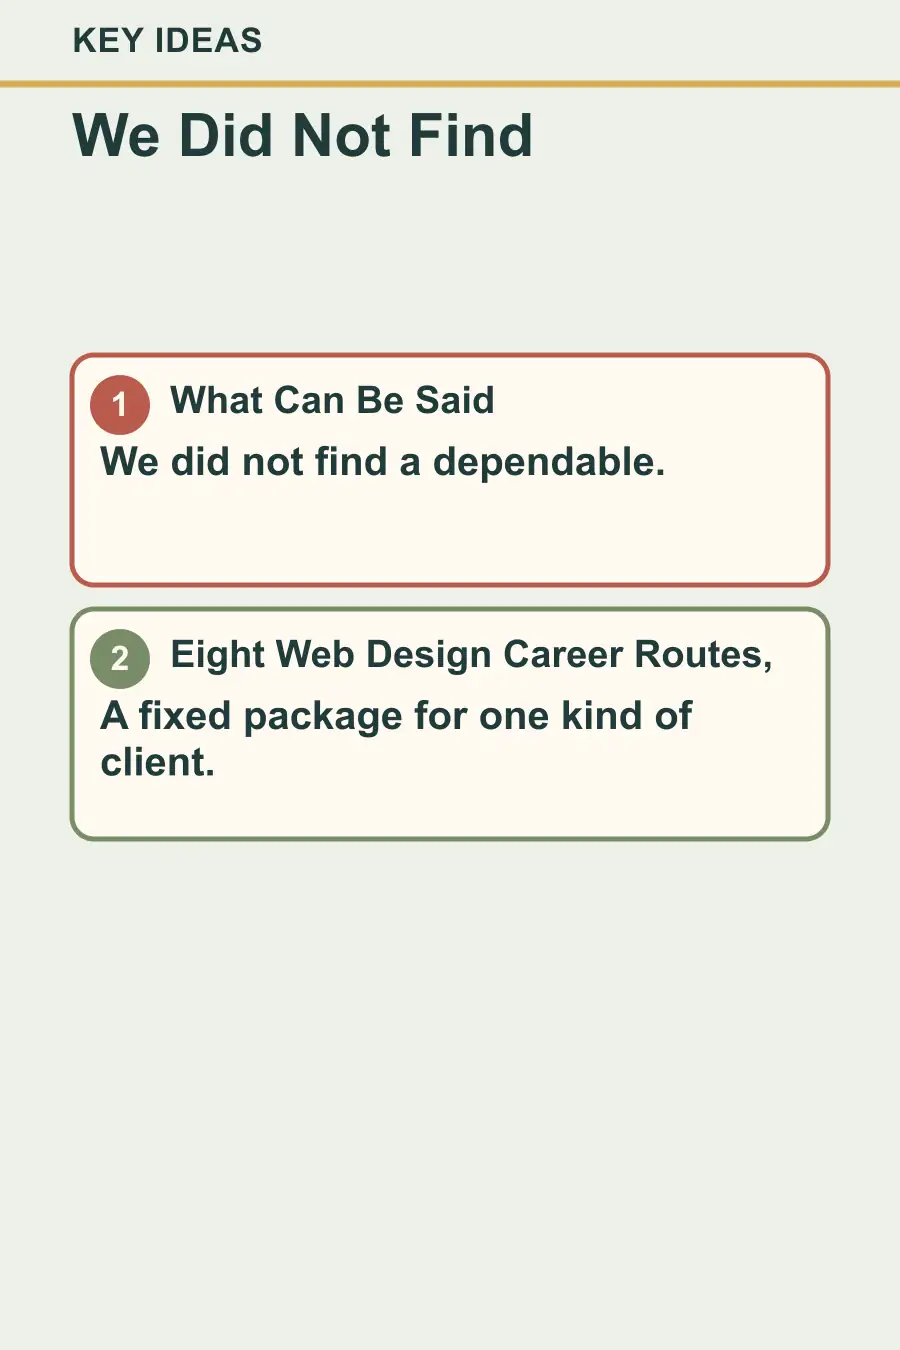 KEY IDEAS
We Did Not Find
1 What Can Be Said
We did not find a dependable.
2 Eight Web Design Career Routes,
A fixed package for one kind of
client.